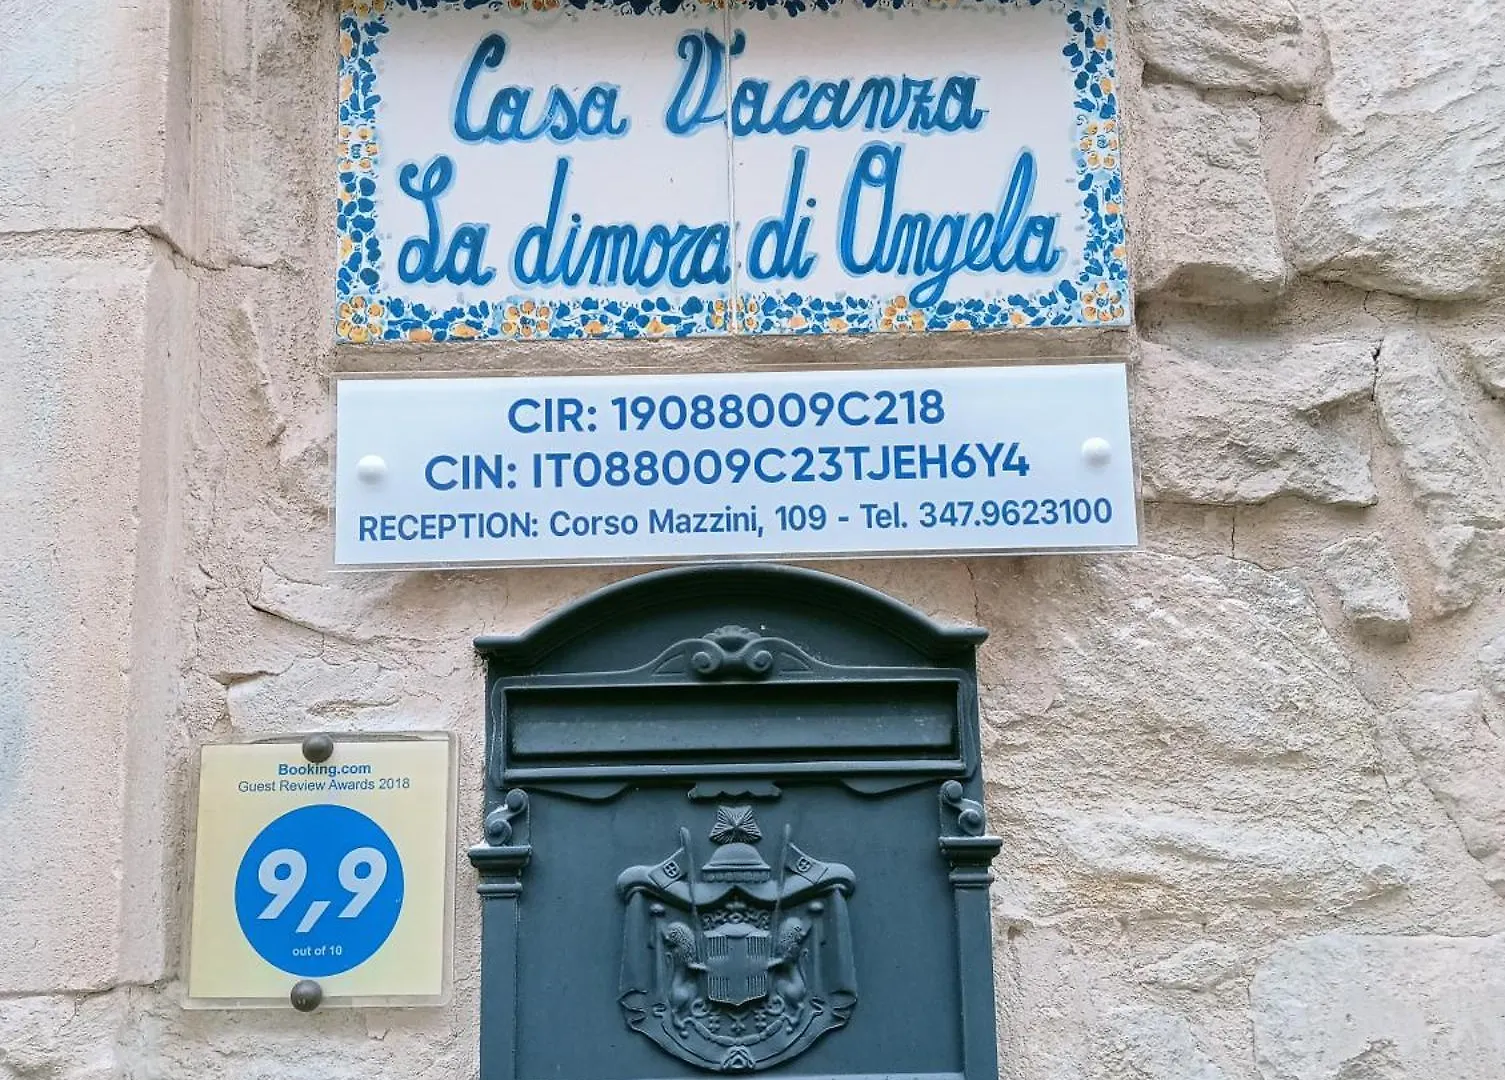 Casa Vacanza
La dimora di Angela
CIR: 19088009C218
CIN: IT088009C23TJEH6Y4
RECEPTION: Corso Mazzini, 109 - Tel. 347.9623100
Booking.com
Guest Review Awards 2018
9,9
out of 10